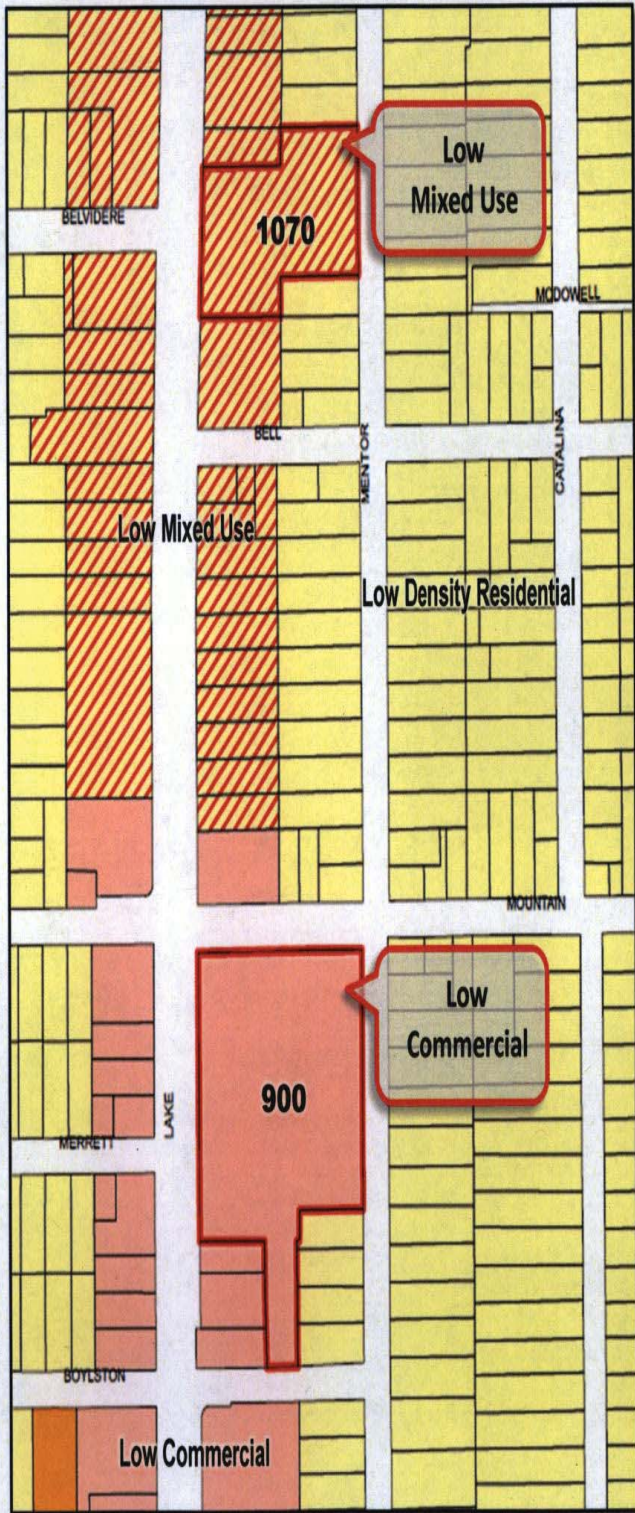 Low
Mixed Use
BELVIDERE
1070
MCDOWELL
BELL
MENTOR
CATALINA
Low Mixed Use
Low Density Residential
MOUNTAIN
Low
Commercial
900
LAKE
MERRETT
BOYLSTON
Low Commercial